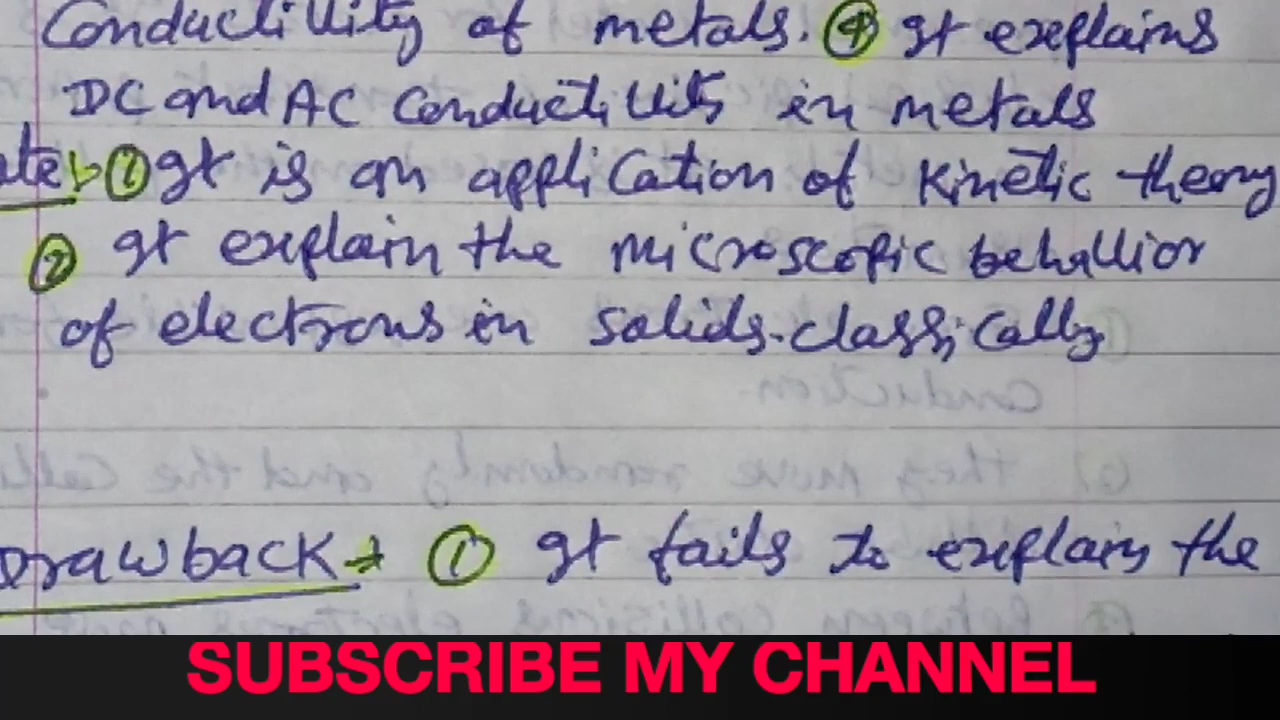 Conductivity of metals. ④ It explains
DC and AC Conductivity in metals
ate:- ① It is an application of Kinetic theory
② It explain the microscopic behavior
of electrons in solids classically
Drawback → ① It fails to explain the
SUBSCRIBE MY CHANNEL